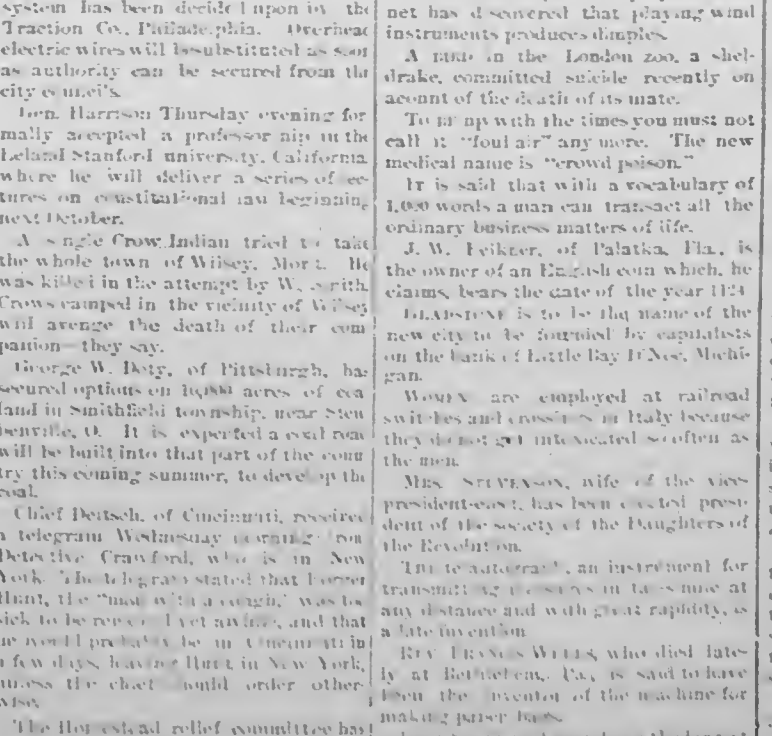 system has been decided upon by the
Traction Co., Philadelphia. Overhead
electric wires will be substituted as soon
as authority can be secured from the
city councils.
Ben. Harrison Thursday evening for
mally accepted a professorship in the
Leland Stanford university, California
where he will deliver a series of lec
tures on constitutional law beginning
next October.
A single Crow Indian tried to take
the whole town of Wilsey, Mont. He
was killed in the attempt by W. Smith.
Crows camped in the vicinity of Wilsey
will avenge the death of their com
panion—they say.
George W. Doty, of Pittsburgh, has
secured options on acres of coa
land in Smithfield township, near Steu
benville, O. It is expected a coal road
will be built into that part of the coun
try this coming summer, to develop the
coal.
Chief Deitsch, of Cincinnati, received
a telegram Wednesday morning from
Detective Crawford, who is in New
York. The telegram stated that Forger
Hunt, the "man with a cough," was too
sick to be removed yet awhile, and that
he would probably be in Cincinnati in
a few days, leaving Hunt in New York,
unless the chief should order other-
wise.
The Homestead relief committee has
net has discovered that playing wind
instruments produces dimples.
A bird in the London zoo, a shel-
drake, committed suicide recently on
acount of the death of its mate.
To be up with the times you must not
call it "foul air" any more. The new
medical name is "crowd poison."
It is said that with a vocabulary of
1,000 words a man can transact all the
ordinary business matters of life.
J. W. of Palatka, Fla., is
the owner of an English coin which, he
claims, bears the date of the year 1124
Gladstone is to be the name of the
new city to be founded by capitalists
on the bank of Little Bay D'Noc, Michi-
gan.
Women are employed at railroad
switches and crossings in Italy because
they do not get intoxicated so often as
the men.
Mrs. Stevenson, wife of the vice-
president-elect, has been elected presi-
dent of the society of the Daughters of
the Revolution.
The teleautograph, an instrument for
transmitting messages in facsimile at
any distance and with great rapidity, is
a late invention
Rev. Francis Wells, who died late-
ly at Bethlehem, Pa., is said to have
been the inventor of the machine for
making paper bags.